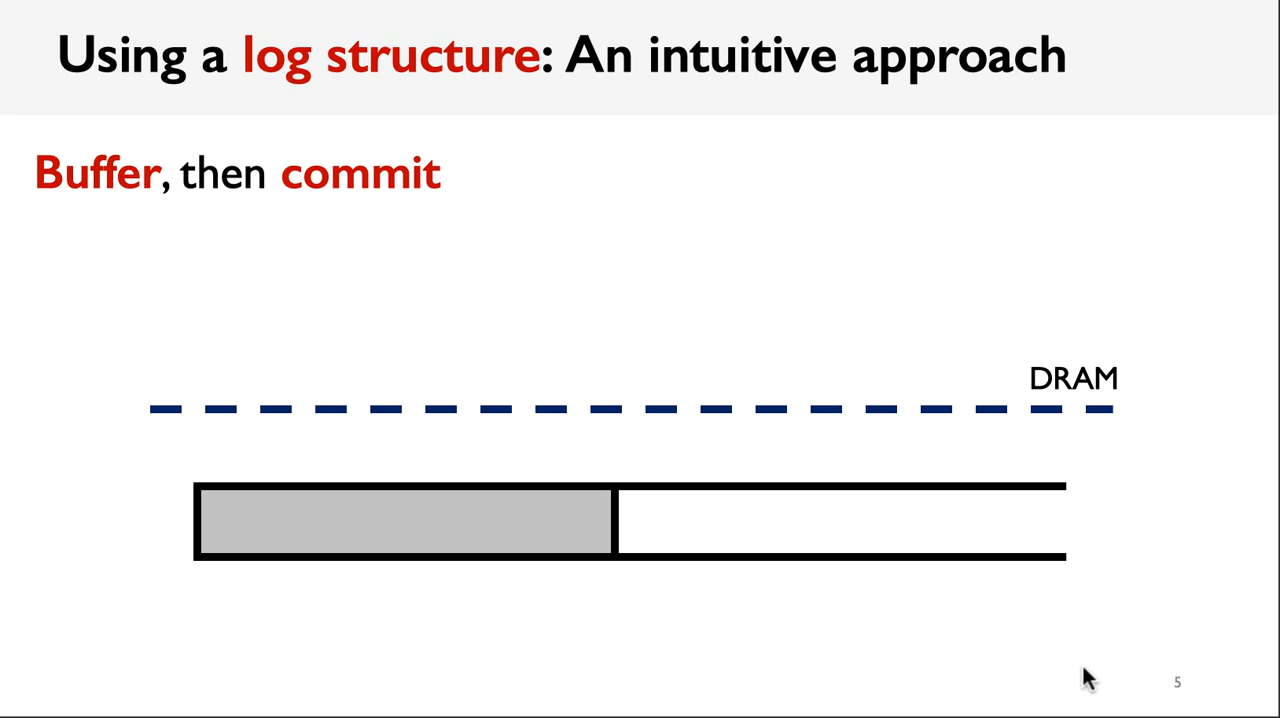 Using a log structure: An intuitive approach
Buffer, then commit
DRAM
5